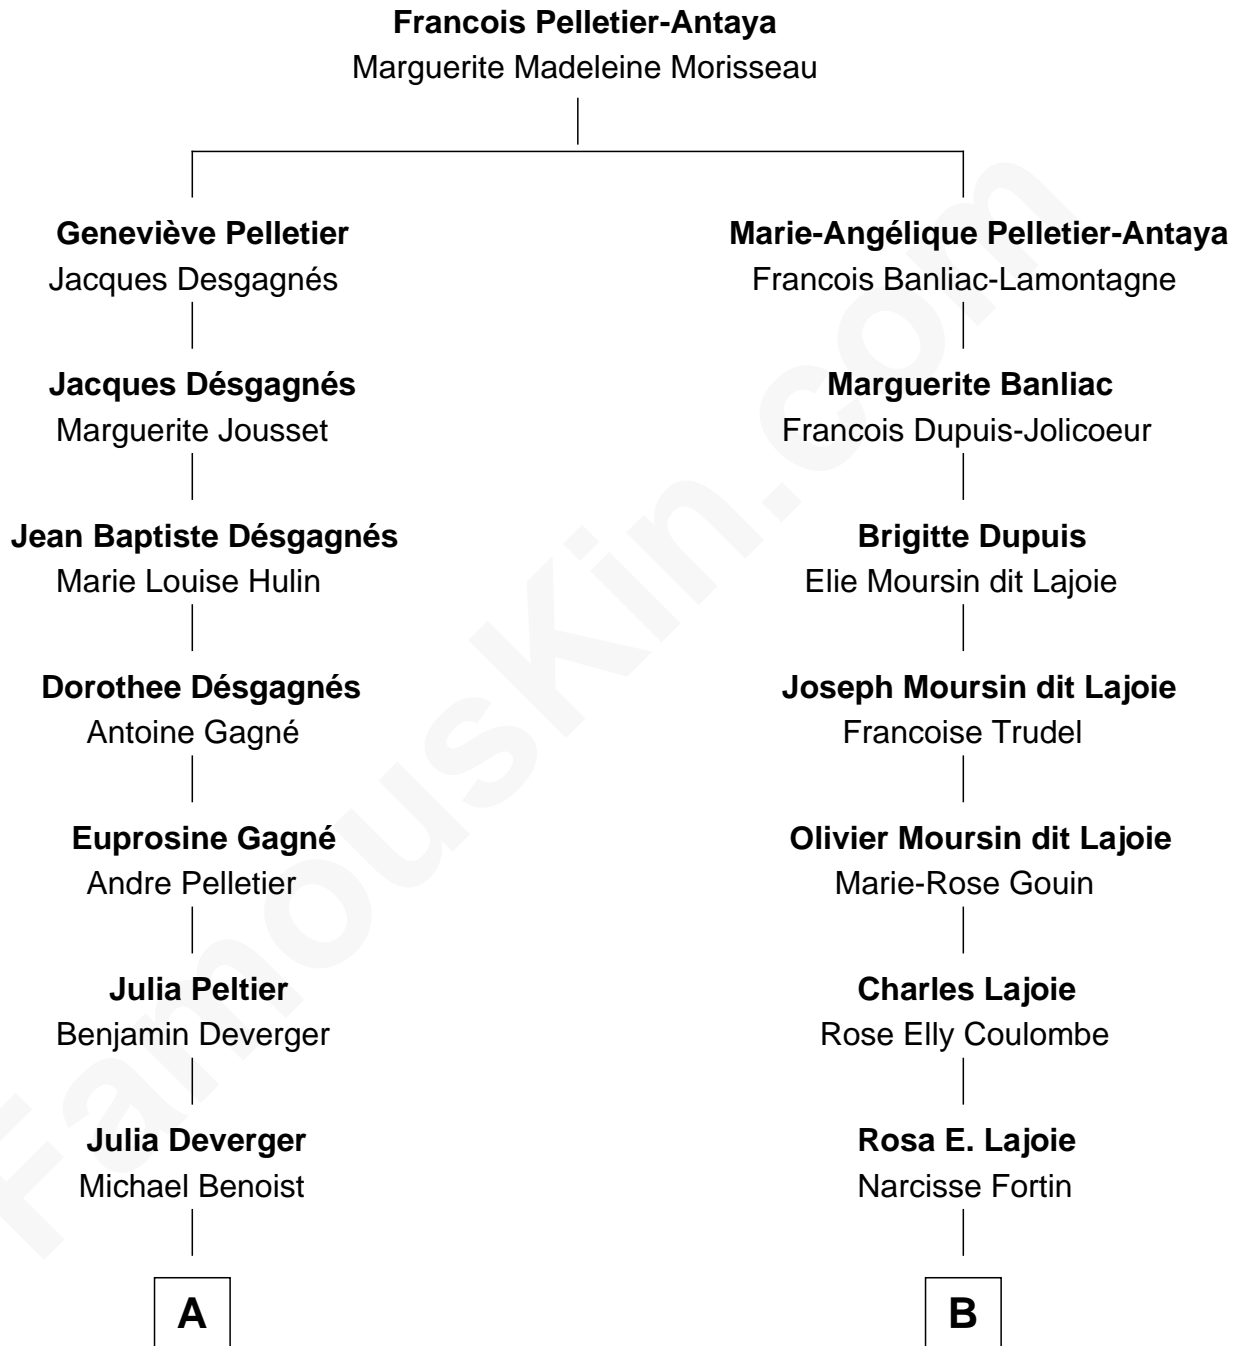 Francois Pelletier-Antaya
Marguerite Madeleine Morisseau
Geneviève Pelletier
Jacques Desgagnés
Marie-Angélique Pelletier-Antaya
Francois Banliac-Lamontagne
Jacques Désgagnés
Marguerite Jousset
Marguerite Banliac
Francois Dupuis-Jolicoeur
Jean Baptiste Désgagnés
Marie Louise Hulin
Brigitte Dupuis
Elie Moursin dit Lajoie
Dorothee Désgagnés
Antoine Gagné
Joseph Moursin dit Lajoie
Francoise Trudel
Euprosine Gagné
Andre Pelletier
Olivier Moursin dit Lajoie
Marie-Rose Gouin
Julia Peltier
Benjamin Deverger
Charles Lajoie
Rose Elly Coulombe
Julia Deverger
Michael Benoist
Rosa E. Lajoie
Narcisse Fortin
A
B
FamousKin.com